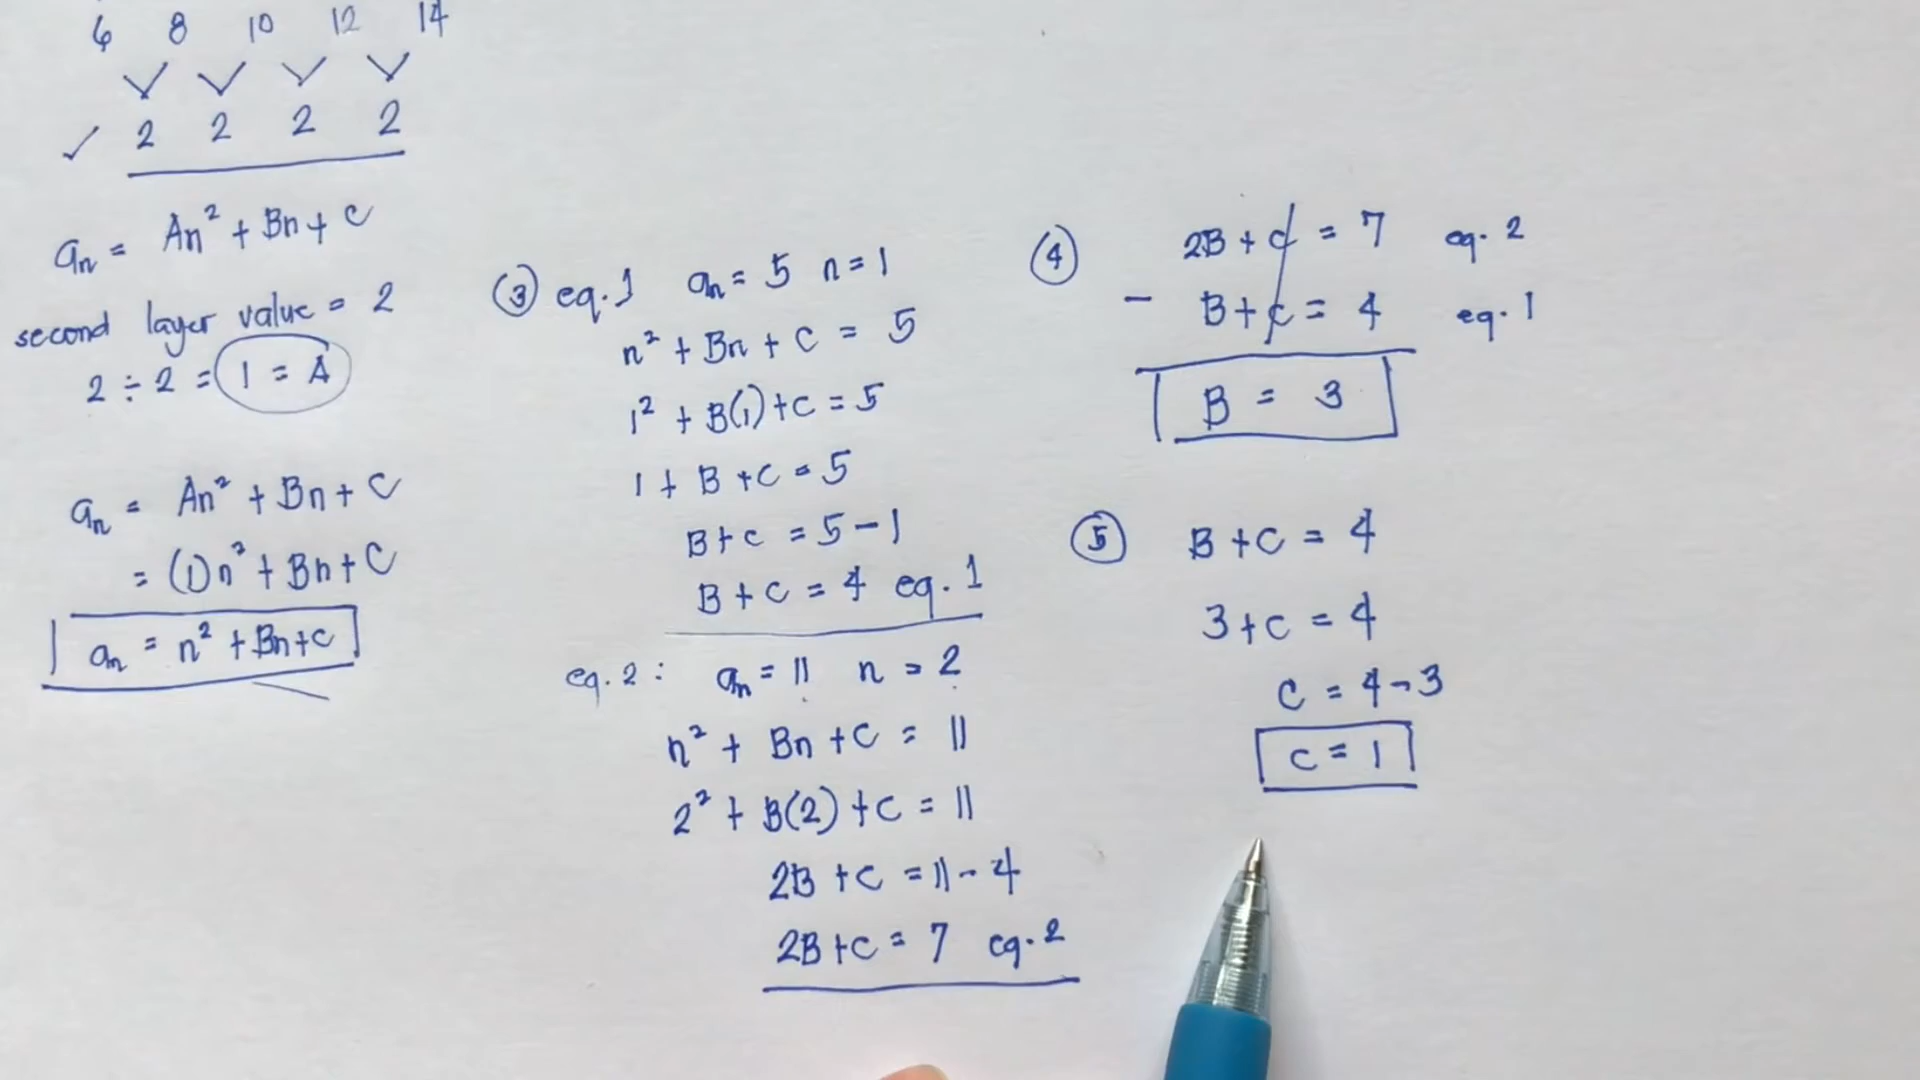 6 8 10 12 14
✓ 2 2 2 2
aₙ = An² + Bn + C
second layer value = 2
2 ÷ 2 = 1 = A
aₙ = An² + Bn + C
= (1)n² + Bn + C
aₙ = n² + Bn + C
③ eq. 1 aₙ = 5 n = 1
n² + Bn + C = 5
1² + B(1) + C = 5
1 + B + C = 5
B + C = 5 - 1
B + C = 4 eq. 1
eq. 2 : aₙ = 11 n = 2
n² + Bn + C = 11
2² + B(2) + C = 11
2B + C = 11 - 4
2B + C = 7 eq. 2
④ 2B + C = 7 eq. 2
- B + C = 4 eq. 1
B = 3
⑤ B + C = 4
3 + C = 4
C = 4 - 3
C = 1